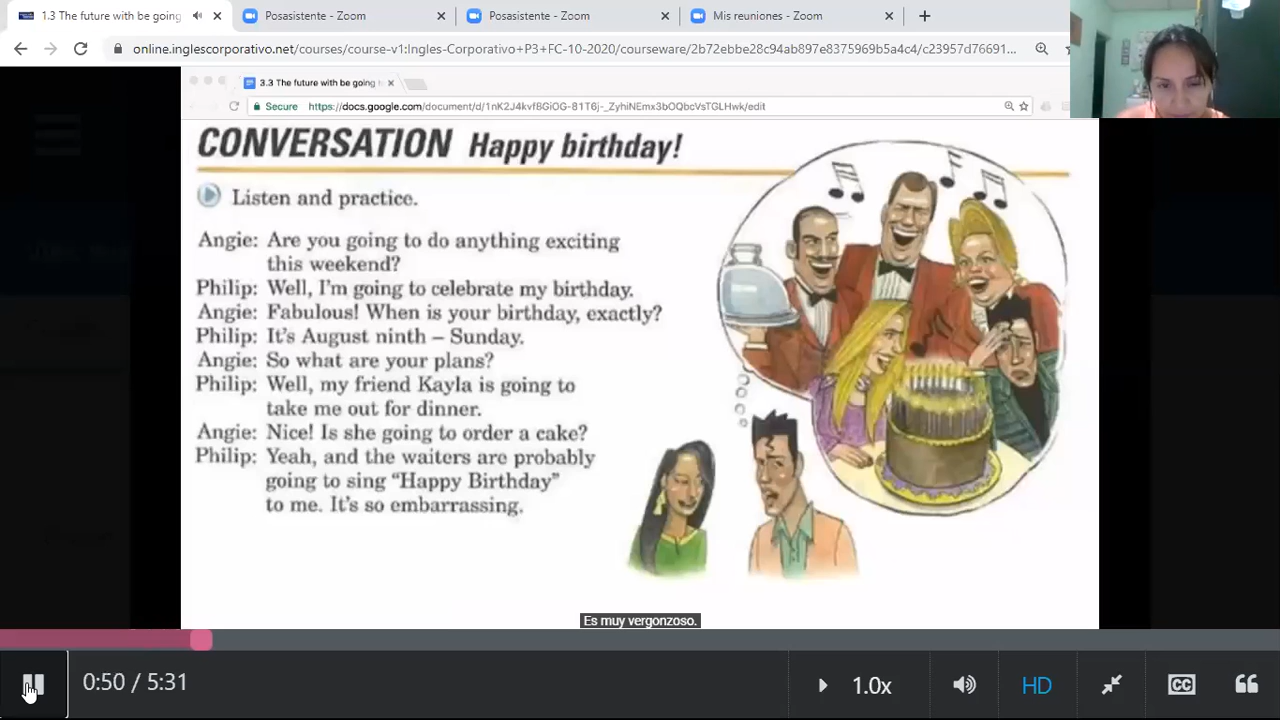 1.3 The future with be going
Posasistente - Zoom
Posasistente - Zoom
Mis reuniones - Zoom
online.inglescorporativo.net/courses/course-v1:Ingles-Corporativo+P3+FC-10-2020/courseware/2b72ebbe28c94ab897e8375969b5a4c4/c23957d76691...
3.3 The future with be going t
Secure https://docs.google.com/document/d/1nK2J4kvf8GiOG-81T6j-_ZyhiNEmx3bOQbcVsTGLHwk/edit
CONVERSATION Happy birthday!
Listen and practice.
Angie: Are you going to do anything exciting
this weekend?
Philip: Well, I'm going to celebrate my birthday.
Angie: Fabulous! When is your birthday, exactly?
Philip: It's August ninth – Sunday.
Angie: So what are your plans?
Philip: Well, my friend Kayla is going to
take me out for dinner.
Angie: Nice! Is she going to order a cake?
Philip: Yeah, and the waiters are probably
going to sing “Happy Birthday”
to me. It's so embarrassing.
Es muy vergonzoso.
0:50 / 5:31
1.0x
HD
CC